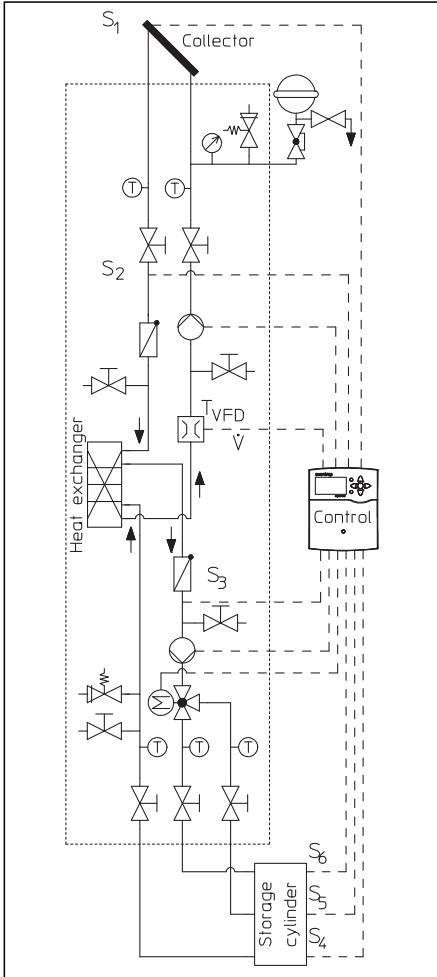 S1
Collector
T
T
S2
TVFD
V̇
Heat exchanger
Control
S3
M
T
T
T
S6
S5
S4
Storage
cylinder